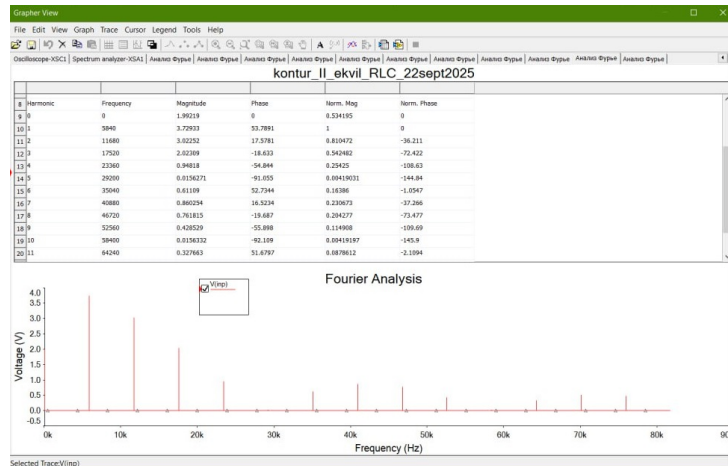 Grapher View
File Edit View Graph Trace Cursor Legend Tools Help
Oscilloscope-XSC1 Spectrum analyzer-XSA1 Анализ Фурье Анализ Фурье Анализ Фурье Анализ Фурье Анализ Фурье Анализ Фурье Анализ Фурье Анализ Фурье Анализ Фурье Анализ Фурье
kontur_II_ekvil_RLC_22sept2025
8 Harmonic Frequency Magnitude Phase Norm. Mag Norm. Phase
9 0 0 1.99219 0 0.534195 0
10 1 5840 3.72933 53.7891 1 0
11 2 11680 3.02252 17.5781 0.810472 -36.211
12 3 17520 2.02309 -18.633 0.542482 -72.422
13 4 23360 0.94818 -54.844 0.25425 -108.63
14 5 29200 0.0156271 -91.055 0.00419031 -144.84
15 6 35040 0.61109 52.7344 0.16386 -1.0547
16 7 40880 0.860254 16.5234 0.230673 -37.266
17 8 46720 0.761815 -19.687 0.204277 -73.477
18 9 52560 0.428529 -55.898 0.114908 -109.69
19 10 58400 0.0156332 -92.109 0.00419197 -145.9
20 11 64240 0.327663 51.6797 0.0878612 -2.1094
Fourier Analysis
V(inp)
Voltage (V)
4.0
3.5
3.0
2.5
2.0
1.5
1.0
0.5
0.0
-0.5
0k 10k 20k 30k 40k 50k 60k 70k 80k 90
Frequency (Hz)
Selected Trace:V(inp)